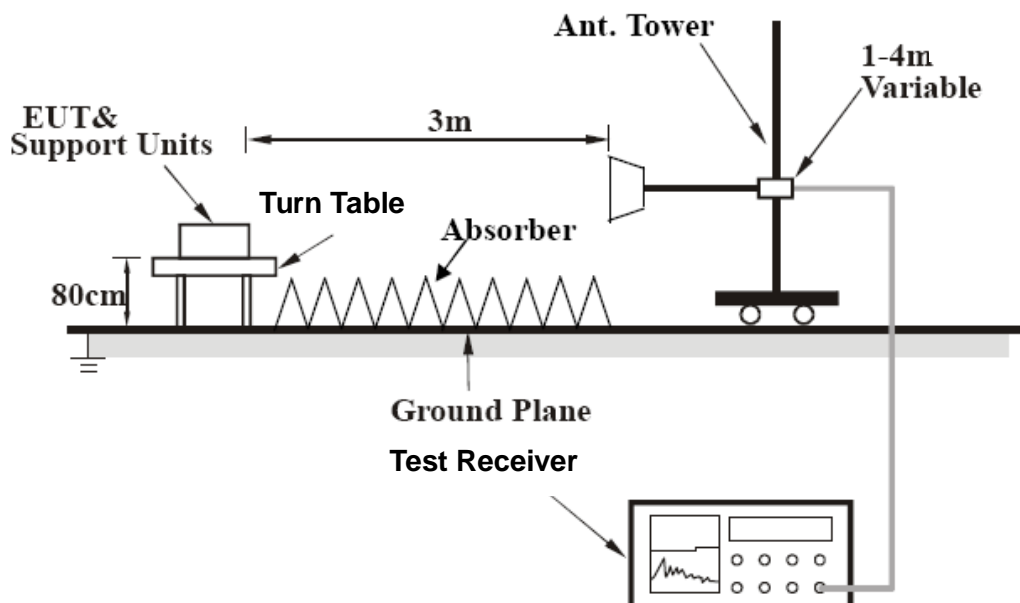 Ant. Tower
1-4m
Variable
EUT&
Support Units
3m
Turn Table
Absorber
80cm
Ground Plane
Test Receiver